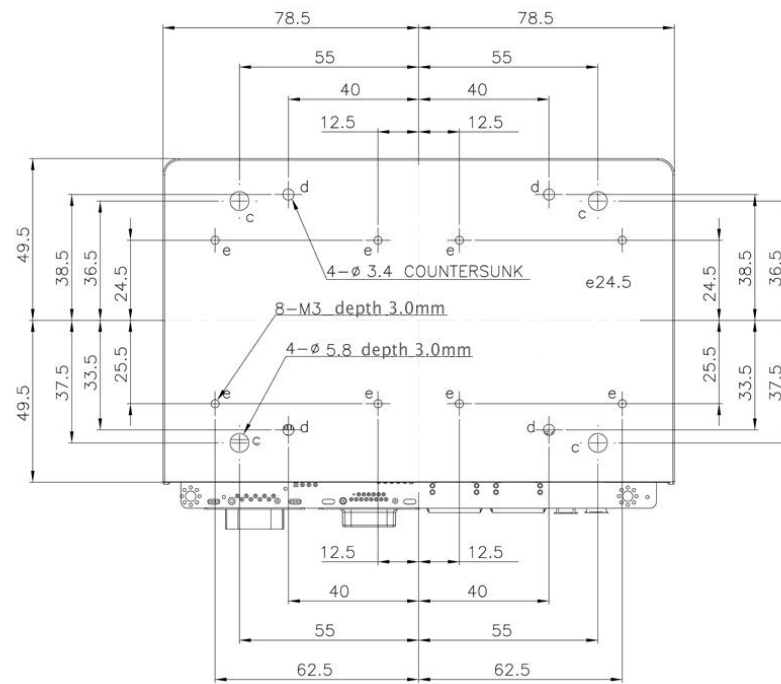 78.5 78.5
55 55
40 40
12.5 12.5
d d
c c
e e e
4-ø 3.4 COUNTERSUNK
e24.5
8-M3 depth 3.0mm
4-ø 5.8 depth 3.0mm
e e e e
d d
c c
49.5 38.5 36.5 24.5 24.5 38.5 36.5
49.5 37.5 33.5 25.5 25.5 33.5 37.5
12.5 12.5
40 40
55 55
62.5 62.5